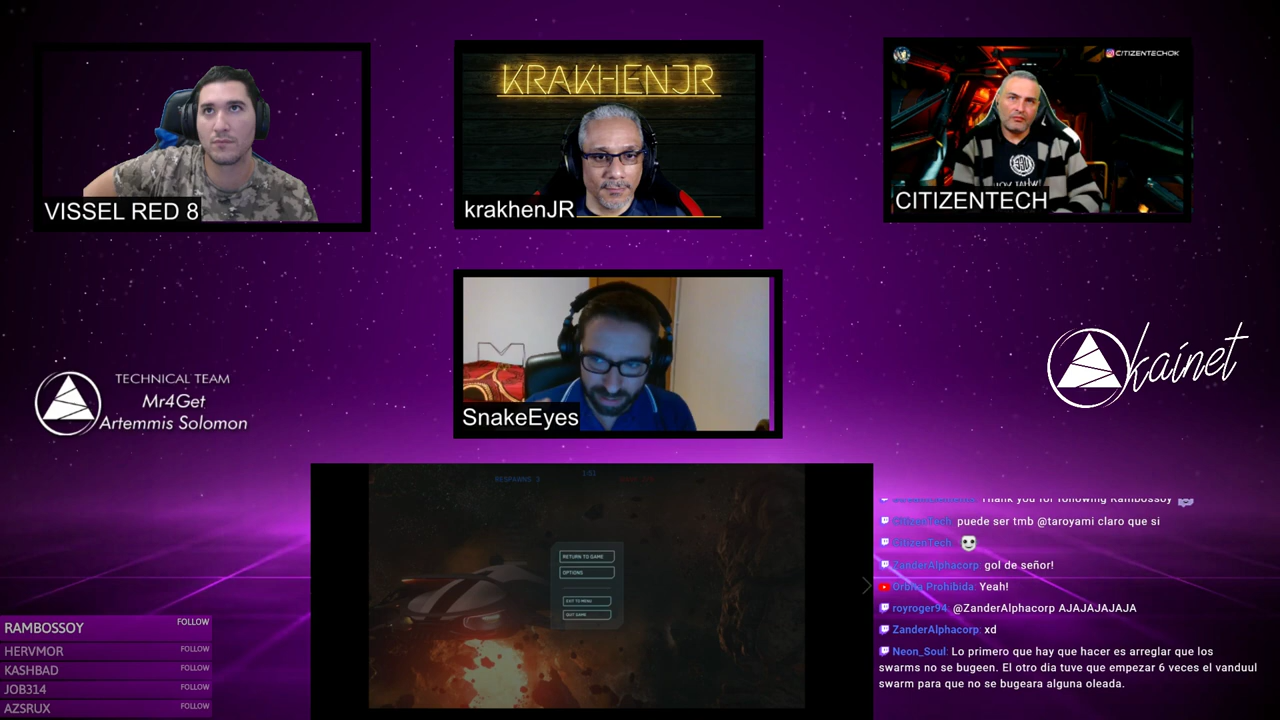 VISSEL RED 8
KRAKHENJR
krakhenJR
CITIZENTECHOK
CITIZENTECH
SnakeEyes
TECHNICAL TEAM
Mr4Get
Artemmis Solomon
kainet
RESPAWNS 3
1:51
RETURN TO GAME
OPTIONS
EXIT TO MENU
QUIT GAME
Thank you for following Rambossoy
CitizenTech: puede ser tmb @taroyami claro que si
CitizenTech:
ZanderAlphacorp: gol de señor!
Orbita Prohibida: Yeah!
royroger94: @ZanderAlphacorp AJAJAJAJAJA
ZanderAlphacorp: xd
Neon_Soul: Lo primero que hay que hacer es arreglar que los
swarms no se bugeen. El otro dia tuve que empezar 6 veces el vanduul
swarm para que no se bugeara alguna oleada.
RAMBOSSOY FOLLOW
HERVMOR FOLLOW
KASHBAD FOLLOW
JOB314 FOLLOW
AZSRUX FOLLOW